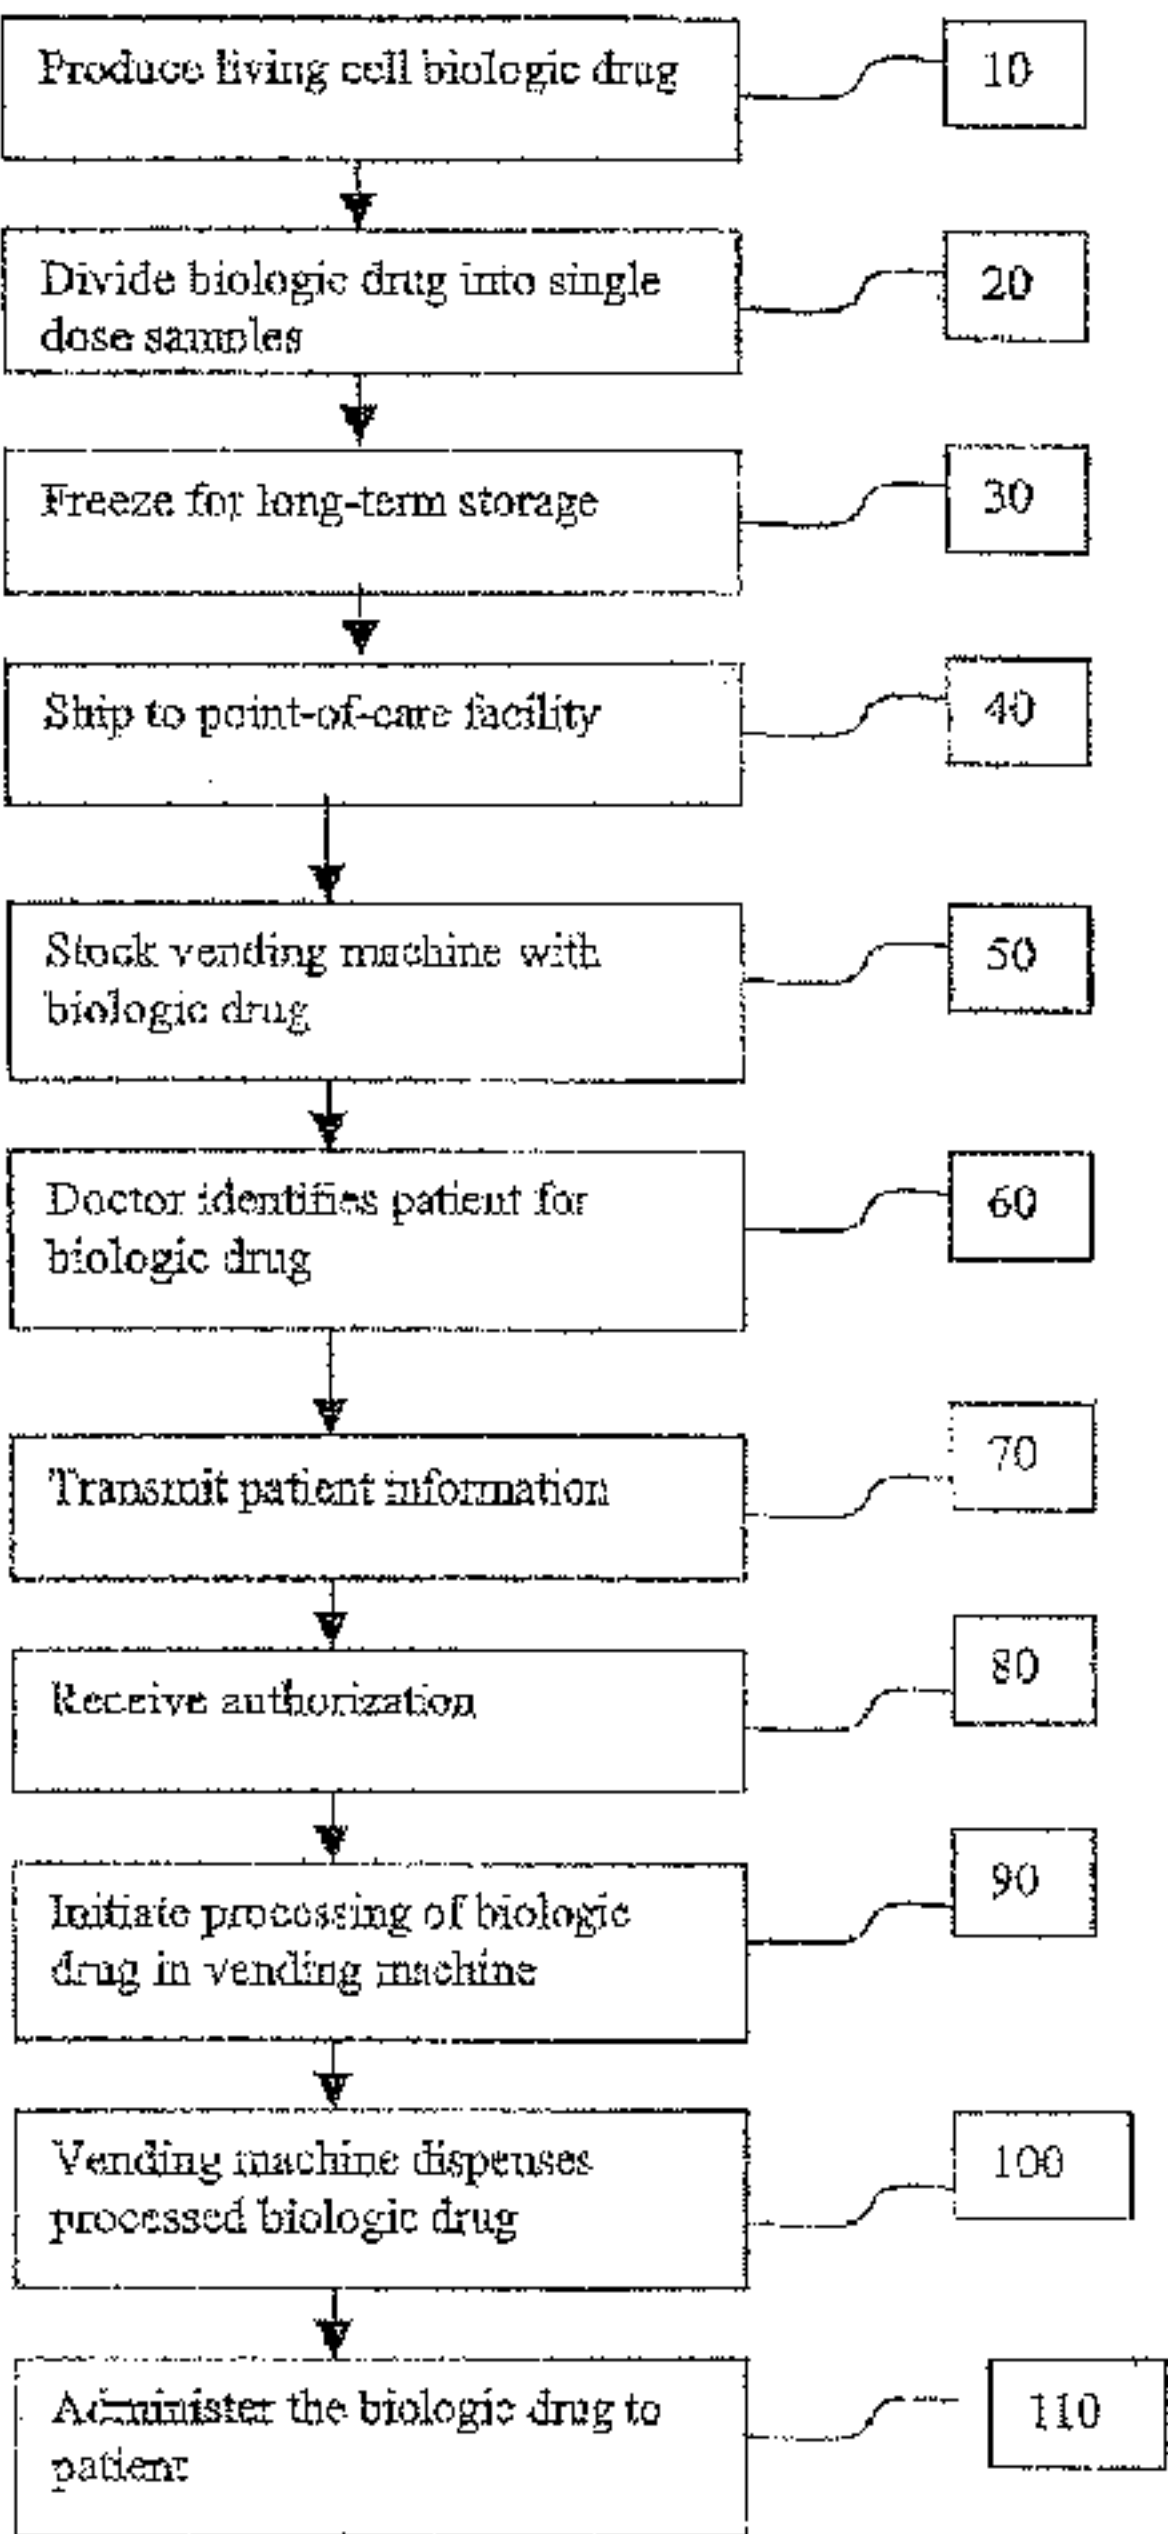 Produce living cell biologic drug
10
Divide biologic drug into single
dose samples
20
Freeze for long-term storage
30
Ship to point-of-care facility
40
Stock vending machine with
biologic drug
50
Doctor identifies patient for
biologic drug
60
Transmit patient information
70
Receive authorization
80
Initiate processing of biologic
drug in vending machine
90
Vending machine dispenses
processed biologic drug
100
Administer the biologic drug to
patient
110